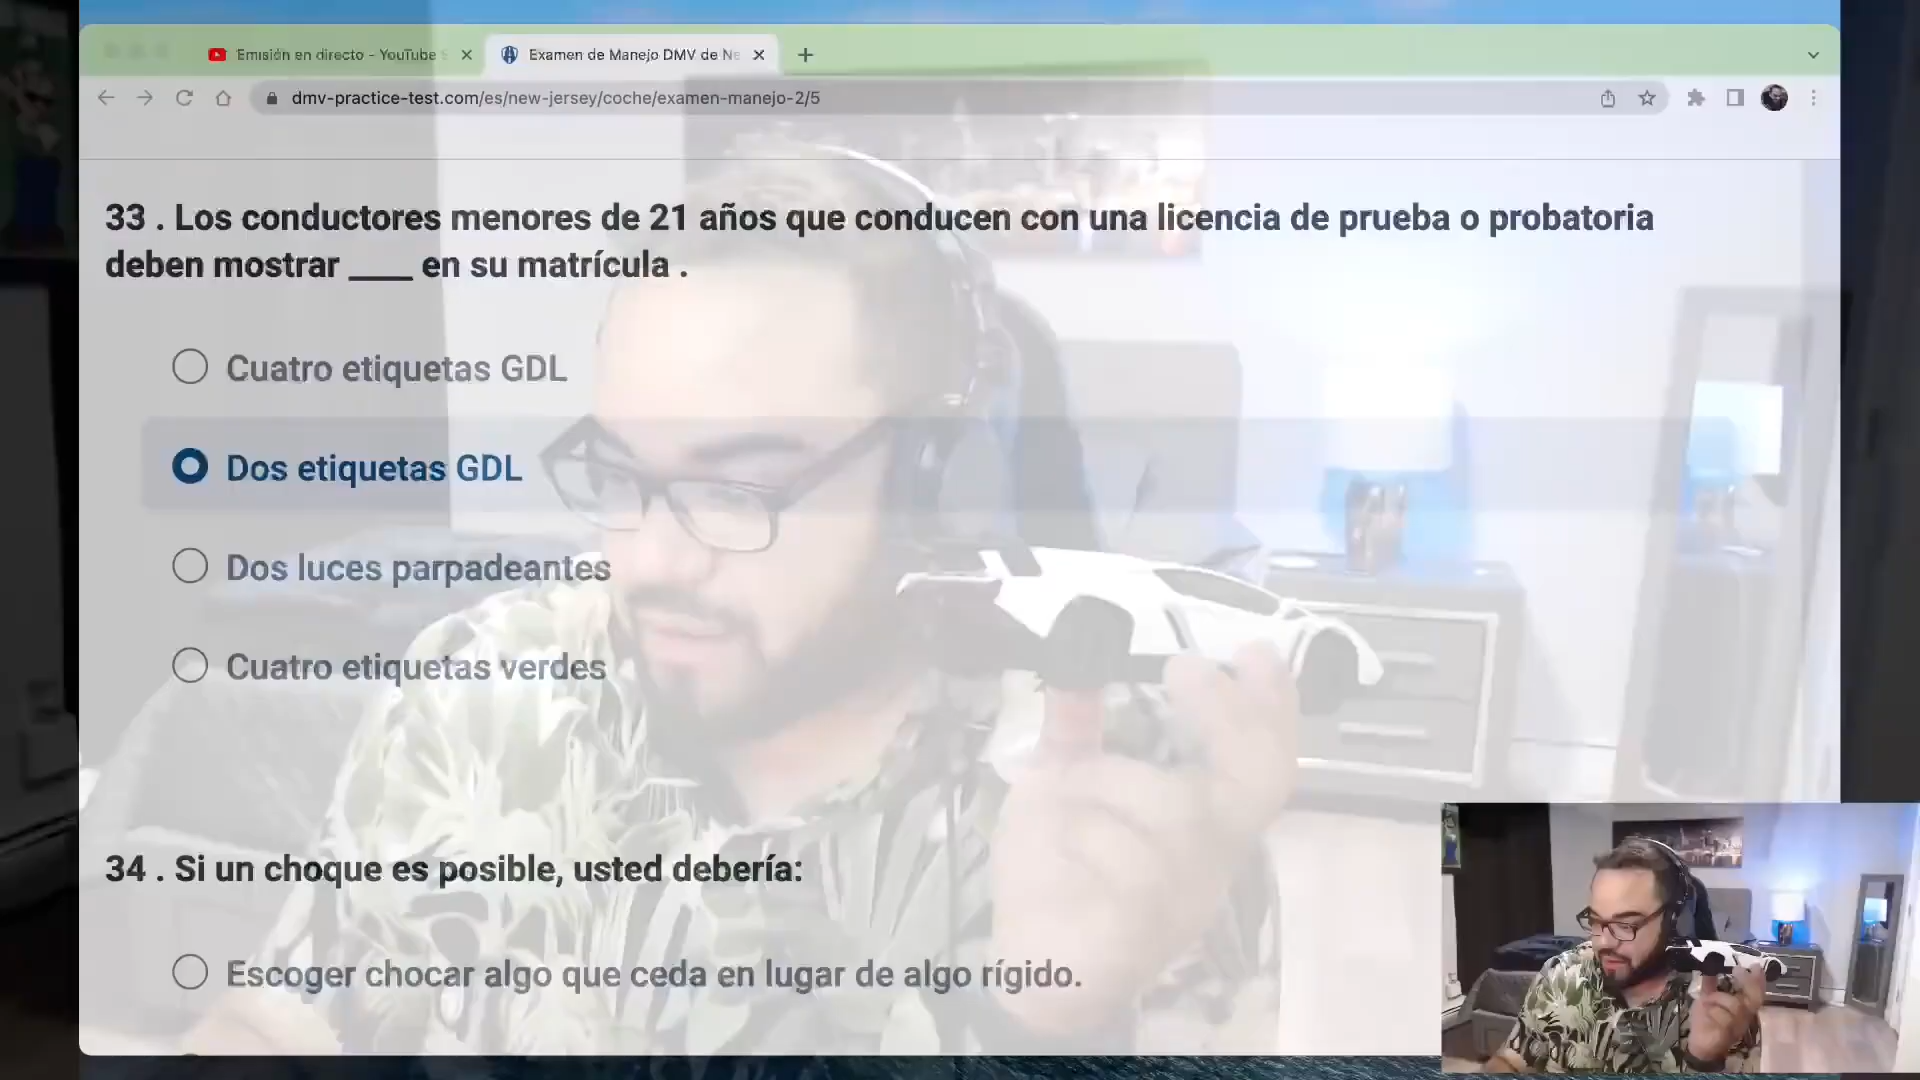 Emisión en directo - YouTube S
Examen de Manejo DMV de Ne
dmv-practice-test.com/es/new-jersey/coche/examen-manejo-2/5
33 . Los conductores menores de 21 años que conducen con una licencia de prueba o probatoria
deben mostrar ____ en su matrícula .
Cuatro etiquetas GDL
Dos etiquetas GDL
Dos luces parpadeantes
Cuatro etiquetas verdes
34 . Si un choque es posible, usted debería:
Escoger chocar algo que ceda en lugar de algo rígido.